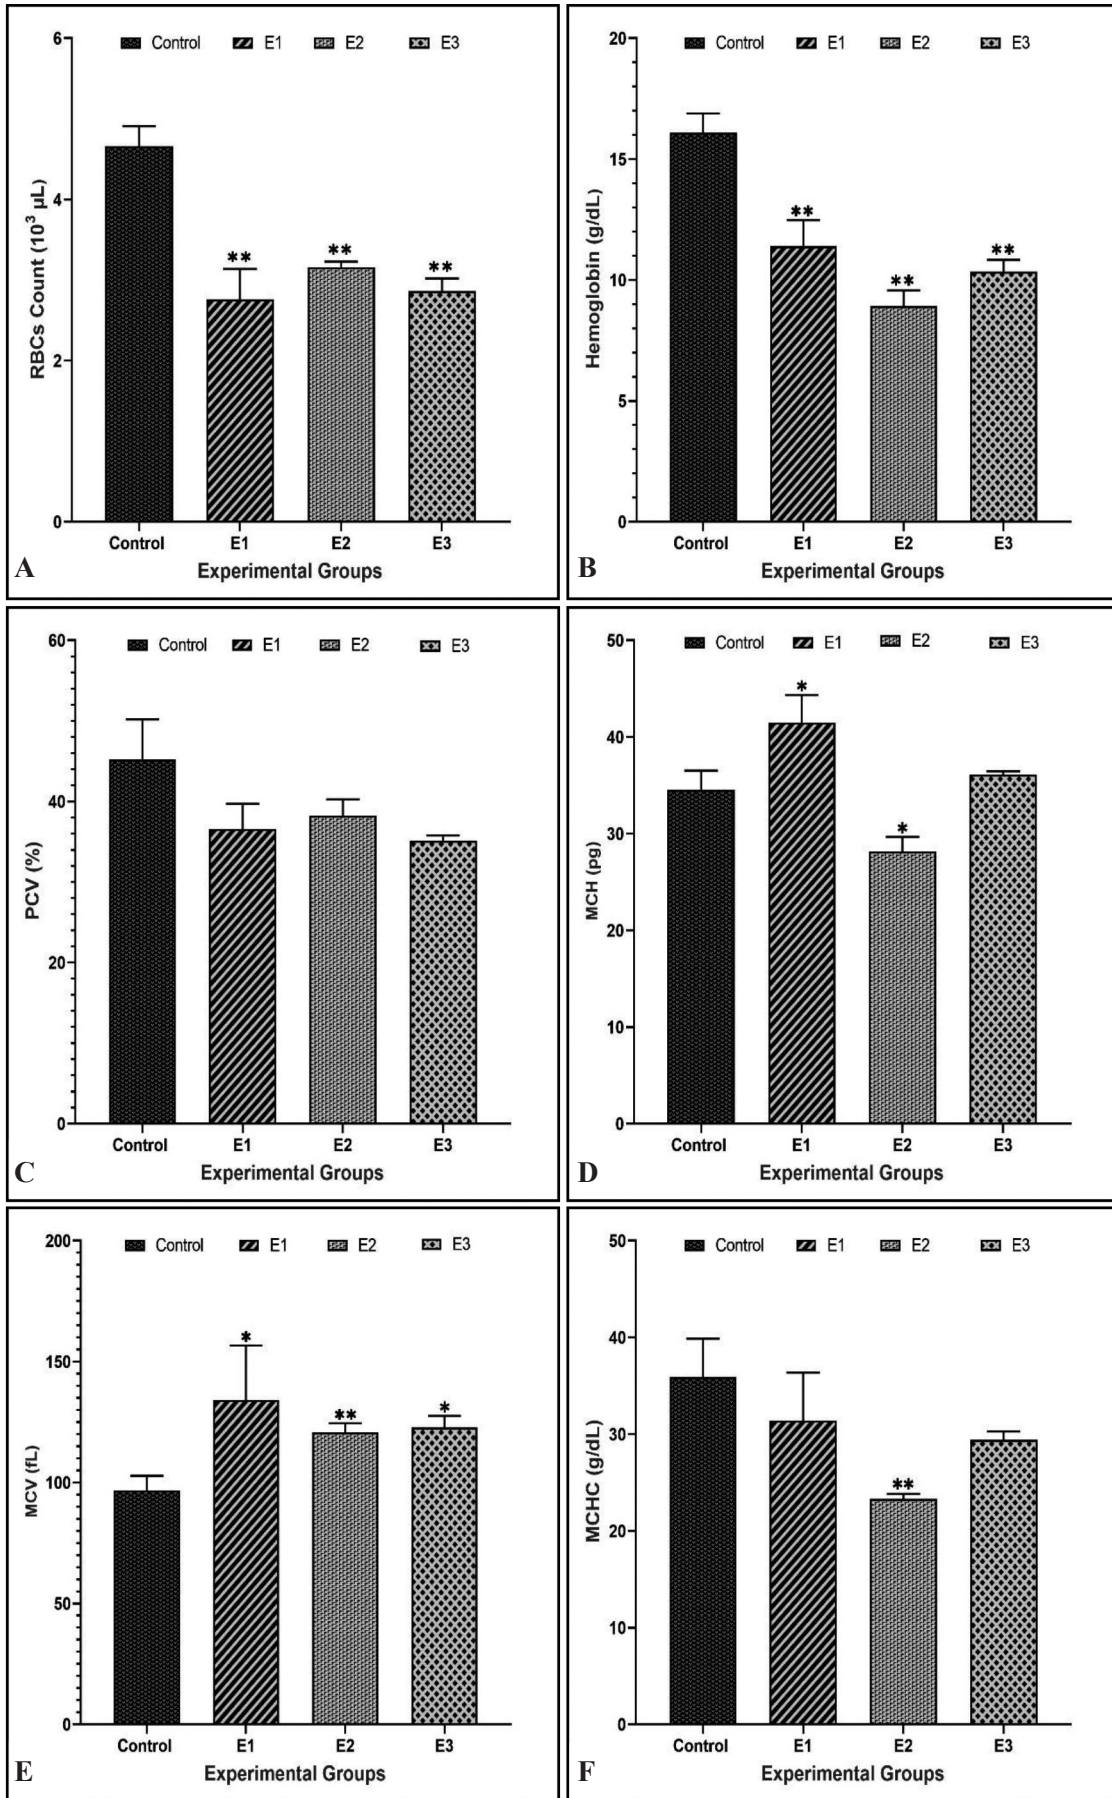 Control E1 E2 E3
6
4
2
0
RBCs Count (10³ µL)
** ** **
Control E1 E2 E3
Experimental Groups
A
Control E1 E2 E3
20
15
10
5
0
Hemoglobin (g/dL)
** ** **
Control E1 E2 E3
Experimental Groups
B
Control E1 E2 E3
60
40
20
0
PCV (%)
Control E1 E2 E3
Experimental Groups
C
Control E1 E2 E3
50
40
30
20
10
0
MCH (pg)
* *
Control E1 E2 E3
Experimental Groups
D
Control E1 E2 E3
200
150
100
50
0
MCV (fL)
* ** *
Control E1 E2 E3
Experimental Groups
E
Control E1 E2 E3
50
40
30
20
10
0
MCHC (g/dL)
**
Control E1 E2 E3
Experimental Groups
F